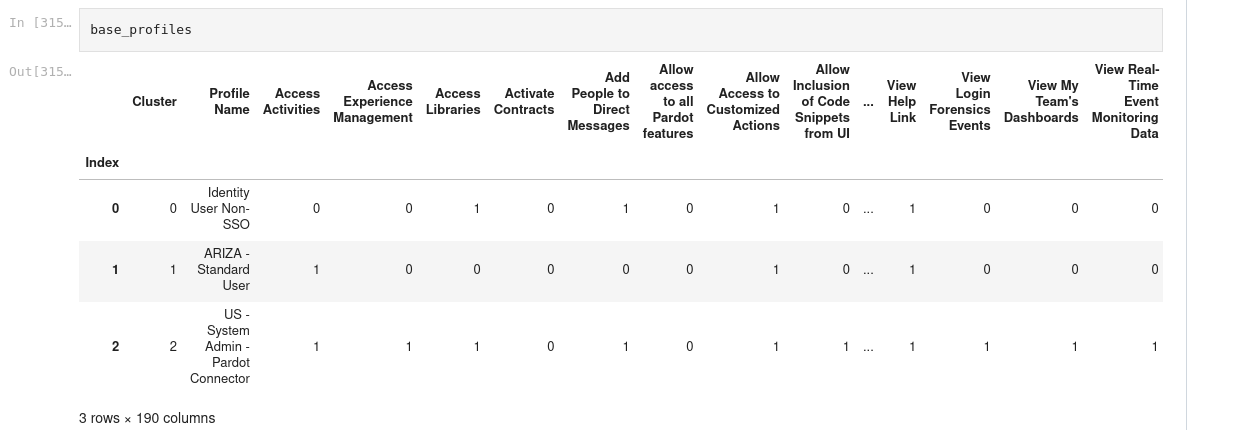 In [315…
base_profiles
Out[315…
Cluster Profile Name Access Activities Access Experience Management Access Libraries Activate Contracts Add People to Direct Messages Allow access to all Pardot features Allow Access to Customized Actions Allow Inclusion of Code Snippets from UI ... View Help Link View Login Forensics Events View My Team's Dashboards View Real-Time Event Monitoring Data
Index
0 0 Identity User Non-SSO 0 0 1 0 1 0 1 0 ... 1 0 0 0
1 1 ARIZA - Standard User 1 0 0 0 0 0 1 0 ... 1 0 0 0
2 2 US - System Admin - Pardot Connector 1 1 1 0 1 0 1 1 ... 1 1 1 1
3 rows × 190 columns